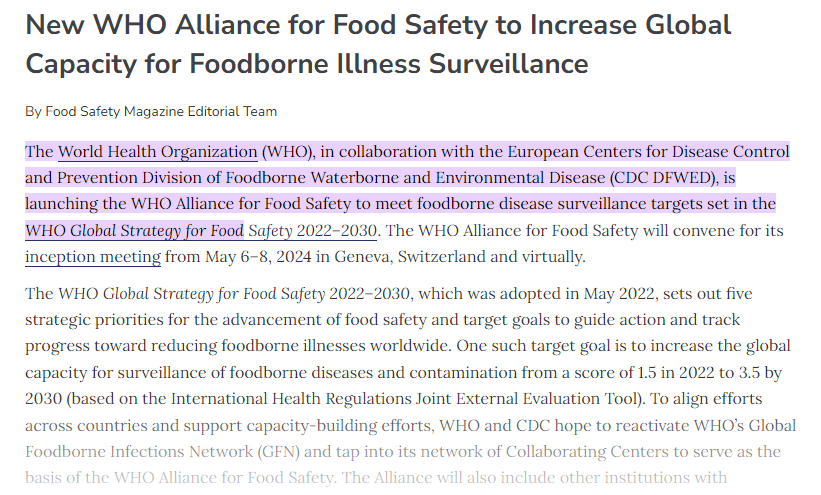 New WHO Alliance for Food Safety to Increase Global
Capacity for Foodborne Illness Surveillance
By Food Safety Magazine Editorial Team
The World Health Organization (WHO), in collaboration with the European Centers for Disease Control
and Prevention Division of Foodborne Waterborne and Environmental Disease (CDC DFWED), is
launching the WHO Alliance for Food Safety to meet foodborne disease surveillance targets set in the
WHO Global Strategy for Food Safety 2022–2030. The WHO Alliance for Food Safety will convene for its
inception meeting from May 6–8, 2024 in Geneva, Switzerland and virtually.
The WHO Global Strategy for Food Safety 2022–2030, which was adopted in May 2022, sets out five
strategic priorities for the advancement of food safety and target goals to guide action and track
progress toward reducing foodborne illnesses worldwide. One such target goal is to increase the global
capacity for surveillance of foodborne diseases and contamination from a score of 1.5 in 2022 to 3.5 by
2030 (based on the International Health Regulations Joint External Evaluation Tool). To align efforts
across countries and support capacity-building efforts, WHO and CDC hope to reactivate WHO's Global
Foodborne Infections Network (GFN) and tap into its network of Collaborating Centers to serve as the
basis of the WHO Alliance for Food Safety. The Alliance will also include other institutions with